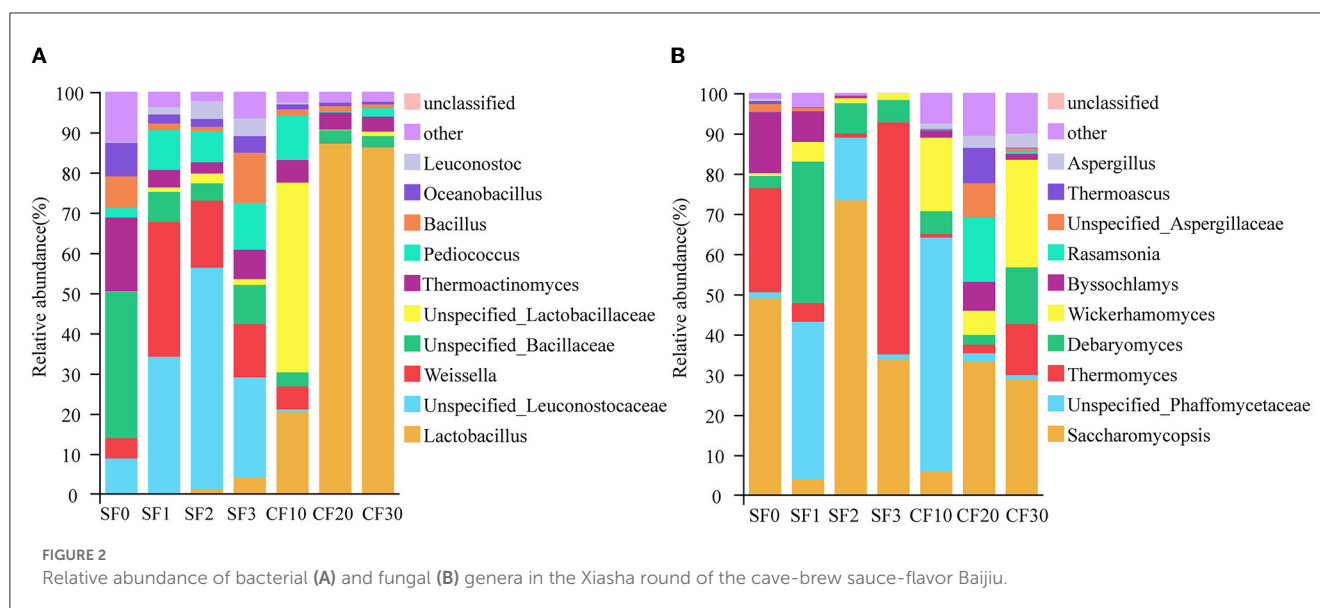 A
Relative abundance(%)
100
90
80
70
60
50
40
30
20
10
0
SF0 SF1 SF2 SF3 CF10 CF20 CF30
unclassified
other
Leuconostoc
Oceanobacillus
Bacillus
Pediococcus
Thermoactinomyces
Unspecified_Lactobacillaceae
Unspecified_Bacillaceae
Weissella
Unspecified_Leuconostocaceae
Lactobacillus
B
Relative abundance(%)
100
90
80
70
60
50
40
30
20
10
0
SF0 SF1 SF2 SF3 CF10 CF20 CF30
unclassified
other
Aspergillus
Thermoascus
Unspecified_Aspergillaceae
Rasamsonia
Byssochlamys
Wickerhamomyces
Debaryomyces
Thermomyces
Unspecified_Phaffomycetaceae
Saccharomycopsis
FIGURE 2
Relative abundance of bacterial (A) and fungal (B) genera in the Xiasha round of the cave-brew sauce-flavor Baijiu.